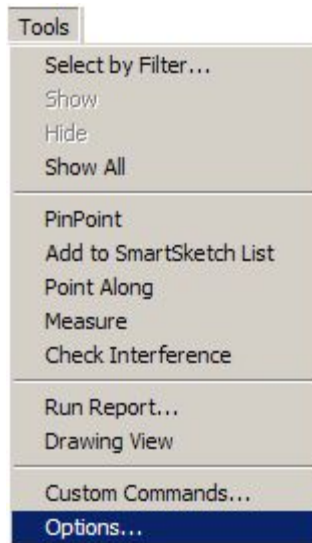 Tools
Select by Filter...
Show
Hide
Show All
PinPoint
Add to SmartSketch List
Point Along
Measure
Check Interference
Run Report...
Drawing View
Custom Commands...
Options...